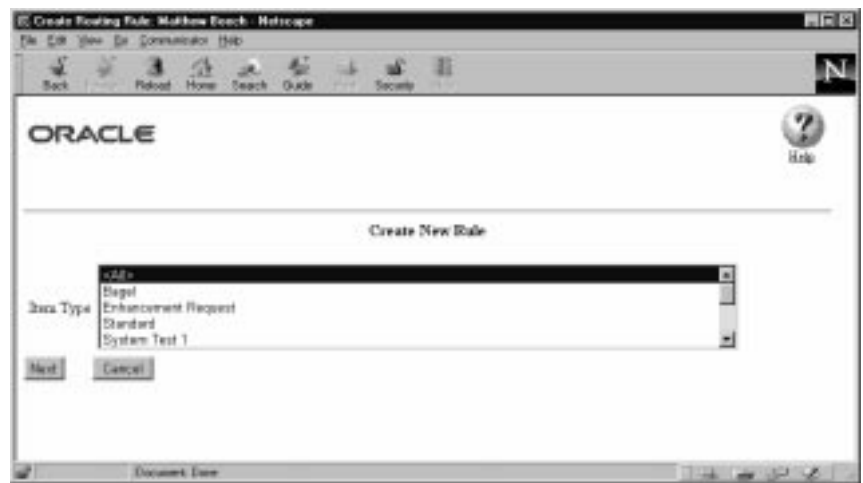 Create Routing Rule: Matthew Beech - Netscape
File Edit View Go Communicator Help
Back Reload Home Search Guide Security
N
ORACLE
?
Help
Create New Rule
Item Type
<All>
Bagel
Enhancement Request
Standard
System Test 1
Next Cancel
Document: Done